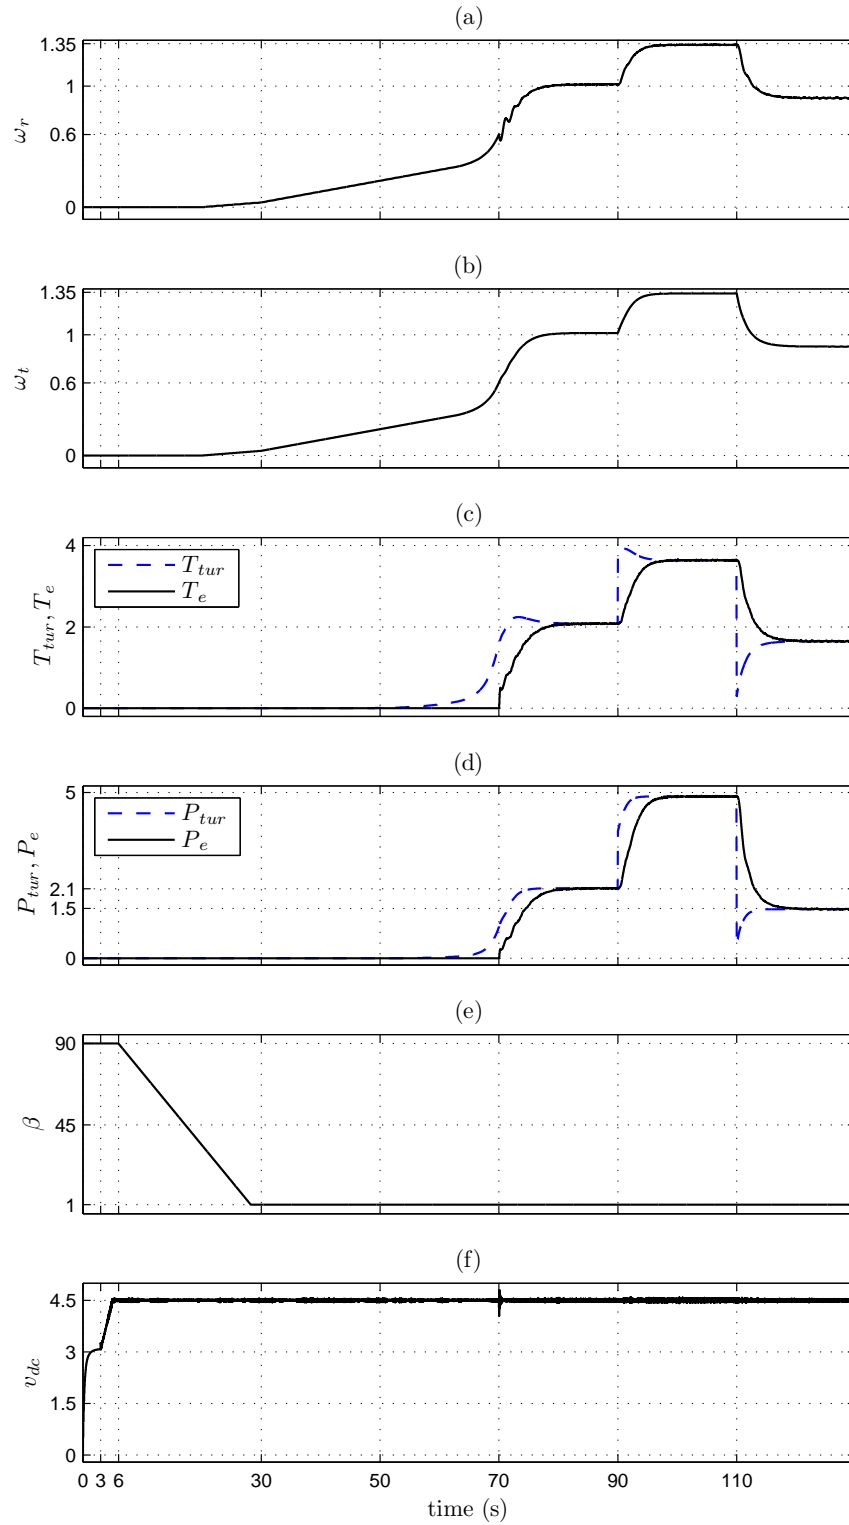 (a)
1.35
1
0.6
0
ω_r
(b)
1.35
1
0.6
0
ω_t
(c)
4
2
0
T_tur, T_e
T_tur
T_e
(d)
5
2.1
1.5
0
P_tur, P_e
P_tur
P_e
(e)
90
45
1
β
(f)
4.5
3
1.5
0
v_dc
0 3 6 30 50 70 90 110
time (s)